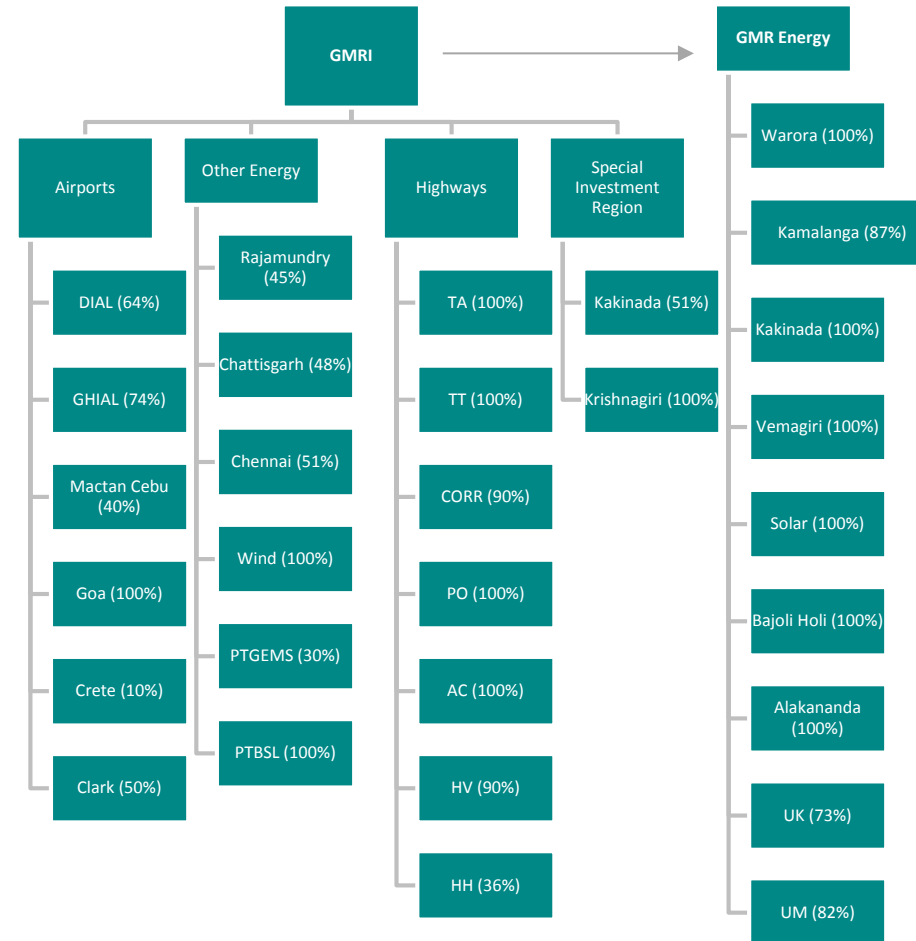 GMRI
GMR Energy
Airports
DIAL (64%)
GHIAL (74%)
Mactan Cebu
(40%)
Goa (100%)
Crete (10%)
Clark (50%)
Other Energy
Rajamundry
(45%)
Chattisgarh (48%)
Chennai (51%)
Wind (100%)
PTGEMS (30%)
PTBSL (100%)
Highways
TA (100%)
TT (100%)
CORR (90%)
PO (100%)
AC (100%)
HV (90%)
HH (36%)
Special
Investment
Region
Kakinada (51%)
Krishnagiri (100%)
Warora (100%)
Kamalanga (87%)
Kakinada (100%)
Vemagiri (100%)
Solar (100%)
Bajoli Holi (100%)
Alakananda
(100%)
UK (73%)
UM (82%)